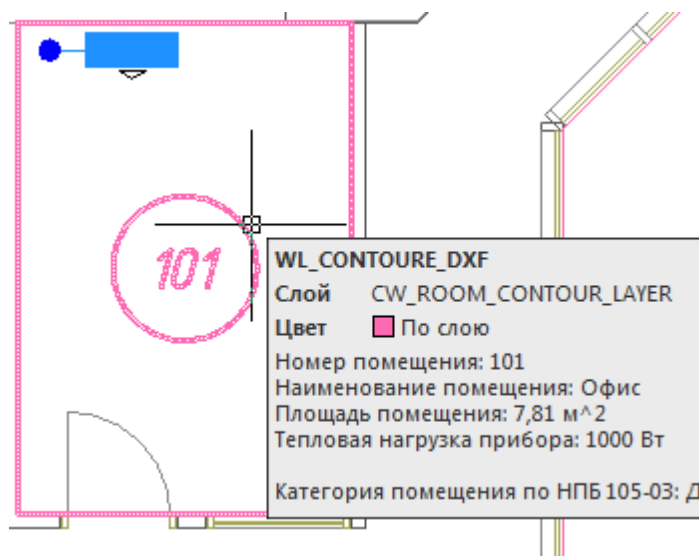 101
WL_CONTOURE_DXF
Слой CW_ROOM_CONTOUR_LAYER
Цвет По слою
Номер помещения: 101
Наименование помещения: Офис
Площадь помещения: 7,81 м^2
Тепловая нагрузка прибора: 1000 Вт
Категория помещения по НПБ 105-03: Д